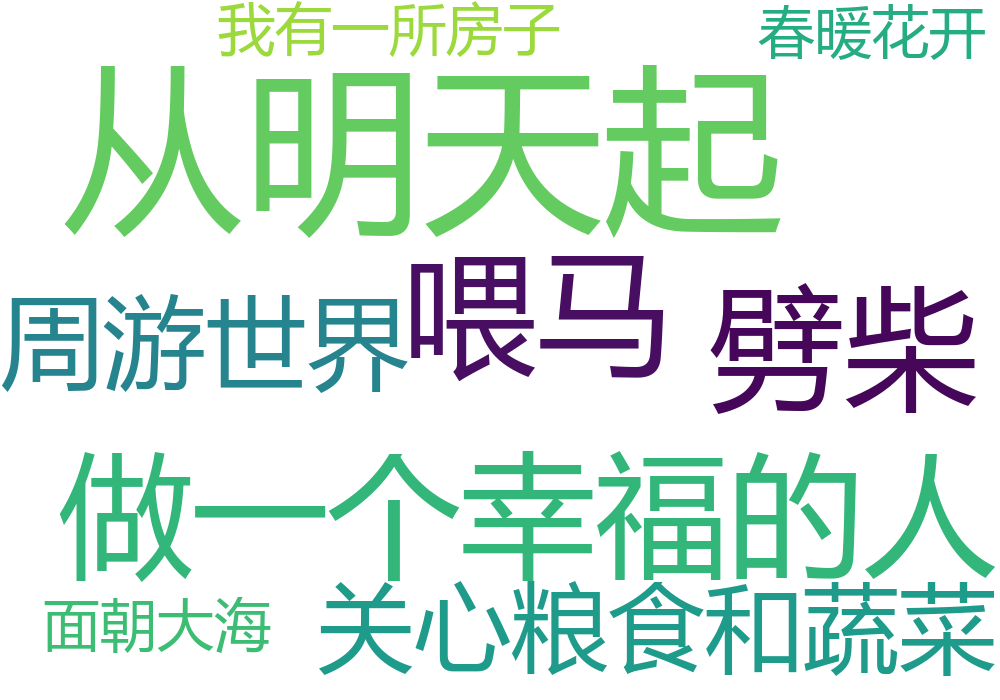 我有一所房子
春暖花开
从明天起
周游世界
喂马
劈柴
做一个幸福的人
面朝大海
关心粮食和蔬菜